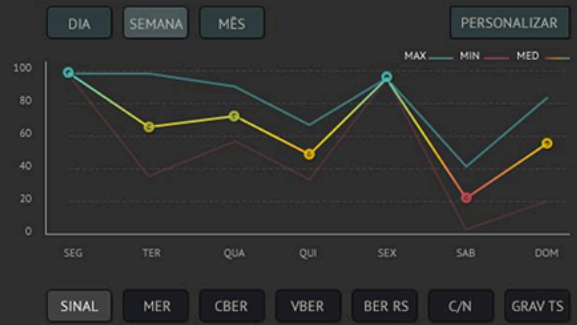 DIA SEMANA MÊS PERSONALIZAR
MAX MIN MED
100
80
60
40
20
0
SEG TER QUA QUI SEX SAB DOM
SINAL MER CBER VBER BER RS C/N GRAV TS